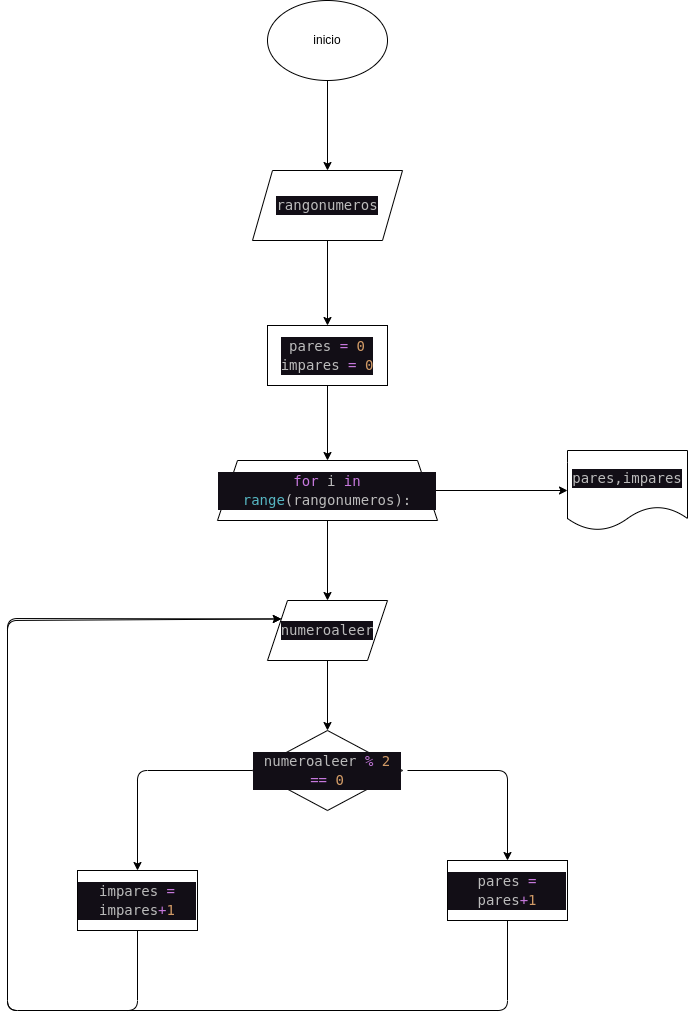 inicio
rangonumeros
pares = 0
impares = 0
for i in
range(rangonumeros):
pares,impares
numeroaleer
numeroaleer % 2
== 0
impares =
impares+1
pares =
pares+1